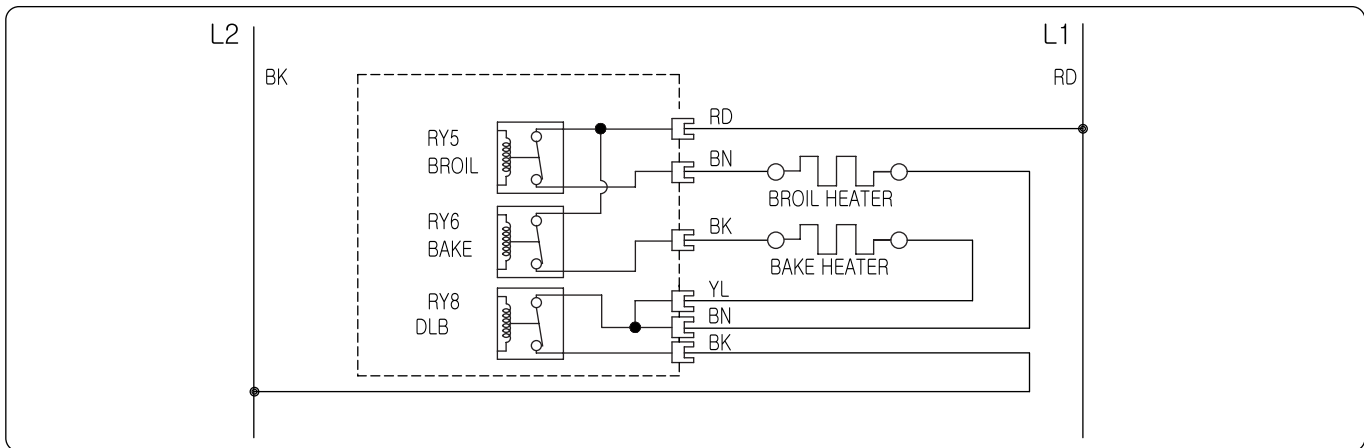 L2
L1
BK
RD
RY5
BROIL
RD
BN
BROIL HEATER
RY6
BAKE
BK
BAKE HEATER
RY8
DLB
YL
BN
BK